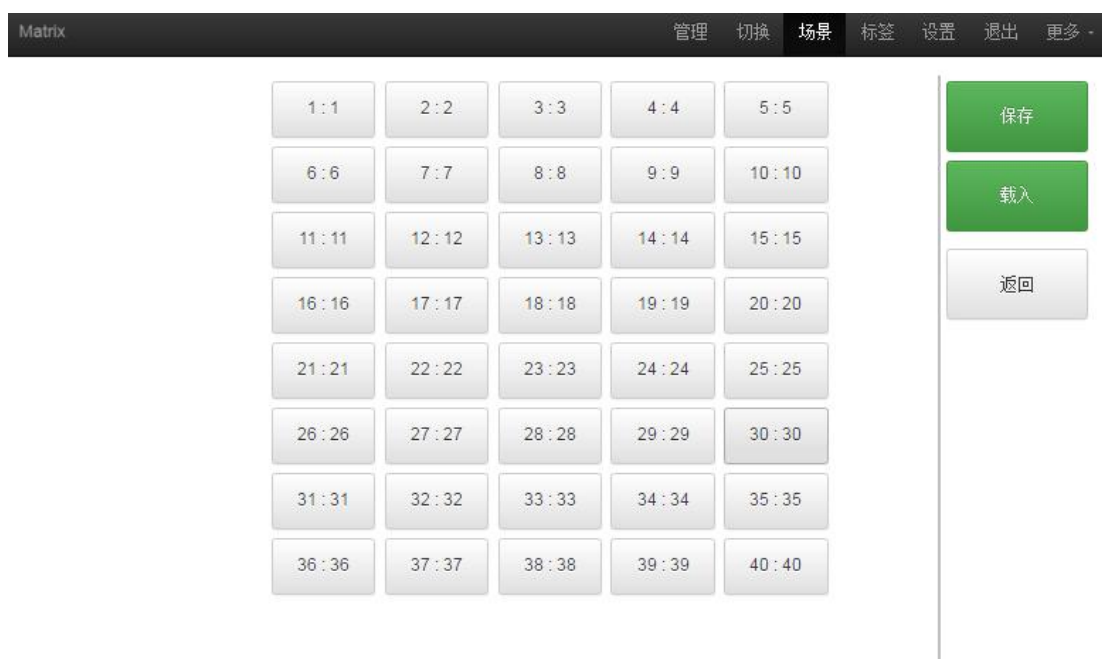 Matrix 管理 切换 场景 标签 设置 退出 更多
1 : 1 2 : 2 3 : 3 4 : 4 5 : 5
6 : 6 7 : 7 8 : 8 9 : 9 10 : 10
11 : 11 12 : 12 13 : 13 14 : 14 15 : 15
16 : 16 17 : 17 18 : 18 19 : 19 20 : 20
21 : 21 22 : 22 23 : 23 24 : 24 25 : 25
26 : 26 27 : 27 28 : 28 29 : 29 30 : 30
31 : 31 32 : 32 33 : 33 34 : 34 35 : 35
36 : 36 37 : 37 38 : 38 39 : 39 40 : 40
保存
载入
返回